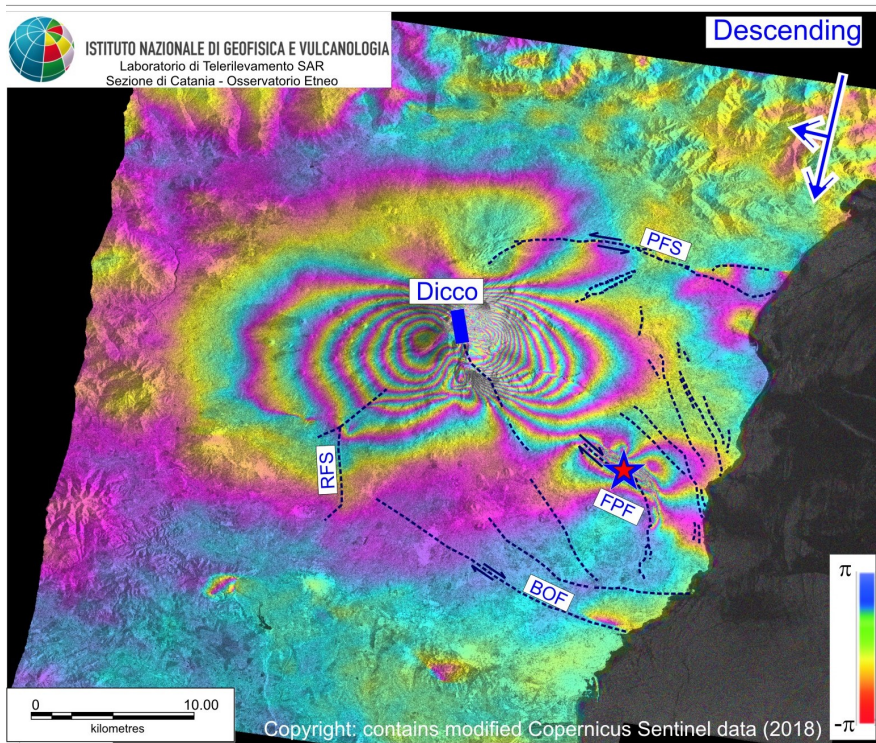 ISTITUTO NAZIONALE DI GEOFISICA E VULCANOLOGIA
Laboratorio di Telerilevamento SAR
Sezione di Catania - Osservatorio Etneo
Descending
PFS
Dicco
RFS
FPF
BOF
π
-π
0 10.00
kilometres
Copyright: contains modified Copernicus Sentinel data (2018)